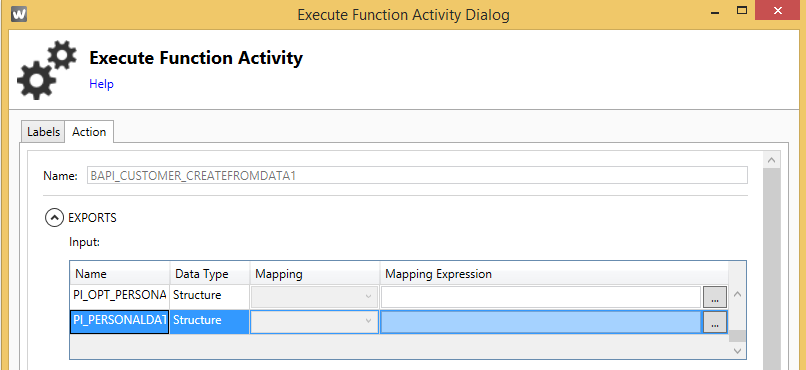 w
Execute Function Activity Dialog
Execute Function Activity
Help
Labels Action
Name: BAPI_CUSTOMER_CREATEFROMDATA1
EXPORTS
Input:
Name Data Type Mapping Mapping Expression
PI_OPT_PERSONA Structure ...
PI_PERSONALDAT Structure ...